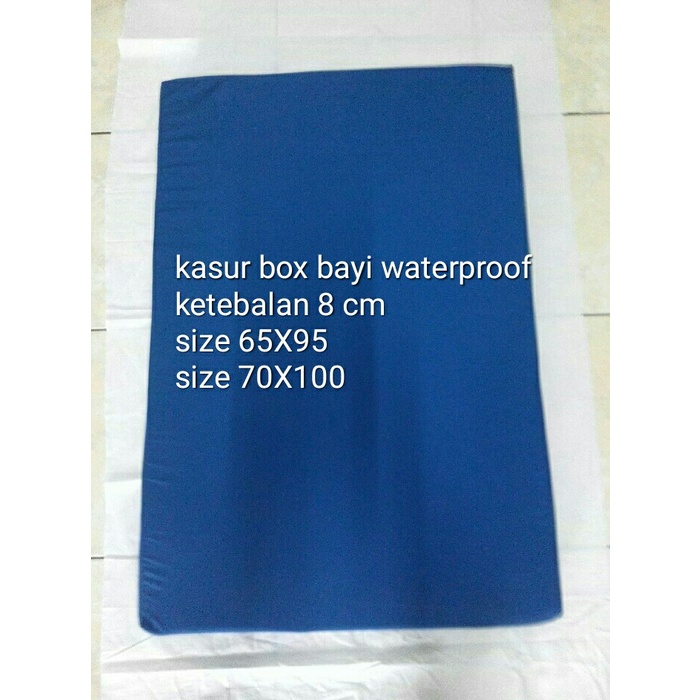 kasur box bayi waterproof
ketebalan 8 cm
size 65X95
size 70X100